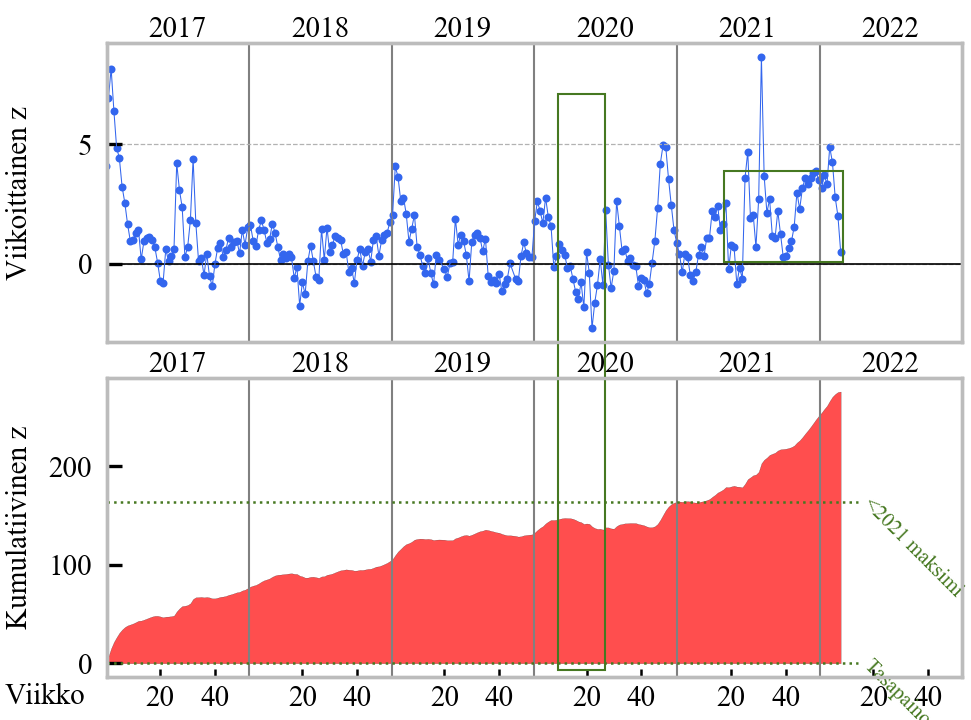 2017 2018 2019 2020 2021 2022
Viikoittainen z
5
0
2017 2018 2019 2020 2021 2022
Kumulatiivinen z
200
100
0
<2021 maksimi
Tasapaino
Viikko 20 40 20 40 20 40 20 40 20 40 20 40